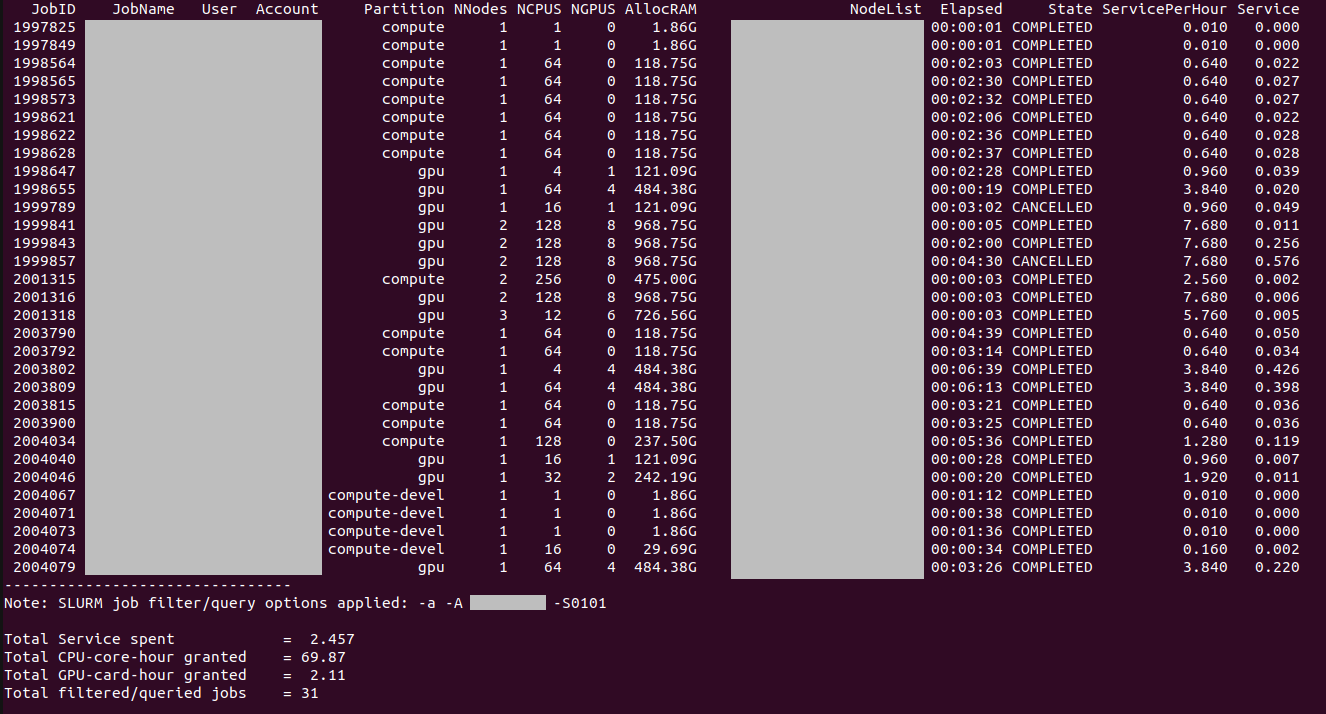 JobID JobName User Account Partition NNodes NCPUS NGPUS AllocRAM NodeList Elapsed State ServicePerHour Service
1997825 compute 1 1 0 1.86G 00:00:01 COMPLETED 0.010 0.000
1997849 compute 1 1 0 1.86G 00:00:01 COMPLETED 0.010 0.000
1998564 compute 1 64 0 118.75G 00:02:03 COMPLETED 0.640 0.022
1998565 compute 1 64 0 118.75G 00:02:30 COMPLETED 0.640 0.027
1998573 compute 1 64 0 118.75G 00:02:32 COMPLETED 0.640 0.027
1998621 compute 1 64 0 118.75G 00:02:06 COMPLETED 0.640 0.022
1998622 compute 1 64 0 118.75G 00:02:36 COMPLETED 0.640 0.028
1998628 compute 1 64 0 118.75G 00:02:37 COMPLETED 0.640 0.028
1998647 gpu 1 4 1 121.09G 00:02:28 COMPLETED 0.960 0.039
1998655 gpu 1 64 4 484.38G 00:00:19 COMPLETED 3.840 0.020
1999789 gpu 1 16 1 121.09G 00:03:02 CANCELLED 0.960 0.049
1999841 gpu 2 128 8 968.75G 00:00:05 COMPLETED 7.680 0.011
1999843 gpu 2 128 8 968.75G 00:02:00 COMPLETED 7.680 0.256
1999857 gpu 2 128 8 968.75G 00:04:30 CANCELLED 7.680 0.576
2001315 compute 2 256 0 475.00G 00:00:03 COMPLETED 2.560 0.002
2001316 gpu 2 128 8 968.75G 00:00:03 COMPLETED 7.680 0.006
2001318 gpu 3 12 6 726.56G 00:00:03 COMPLETED 5.760 0.005
2003790 compute 1 64 0 118.75G 00:04:39 COMPLETED 0.640 0.050
2003792 compute 1 64 0 118.75G 00:03:14 COMPLETED 0.640 0.034
2003802 gpu 1 4 4 484.38G 00:06:39 COMPLETED 3.840 0.426
2003809 gpu 1 64 4 484.38G 00:06:13 COMPLETED 3.840 0.398
2003815 compute 1 64 0 118.75G 00:03:21 COMPLETED 0.640 0.036
2003900 compute 1 64 0 118.75G 00:03:25 COMPLETED 0.640 0.036
2004034 compute 1 128 0 237.50G 00:05:36 COMPLETED 1.280 0.119
2004040 gpu 1 16 1 121.09G 00:00:28 COMPLETED 0.960 0.007
2004046 gpu 1 32 2 242.19G 00:00:20 COMPLETED 1.920 0.011
2004067 compute-devel 1 1 0 1.86G 00:01:12 COMPLETED 0.010 0.000
2004071 compute-devel 1 1 0 1.86G 00:00:38 COMPLETED 0.010 0.000
2004073 compute-devel 1 1 0 1.86G 00:01:36 COMPLETED 0.010 0.000
2004074 compute-devel 1 16 0 29.69G 00:00:34 COMPLETED 0.160 0.002
2004079 gpu 1 64 4 484.38G 00:03:26 COMPLETED 3.840 0.220
--------------------------------
Note: SLURM job filter/query options applied: -a -A -S0101
Total Service spent = 2.457
Total CPU-core-hour granted = 69.87
Total GPU-card-hour granted = 2.11
Total filtered/queried jobs = 31